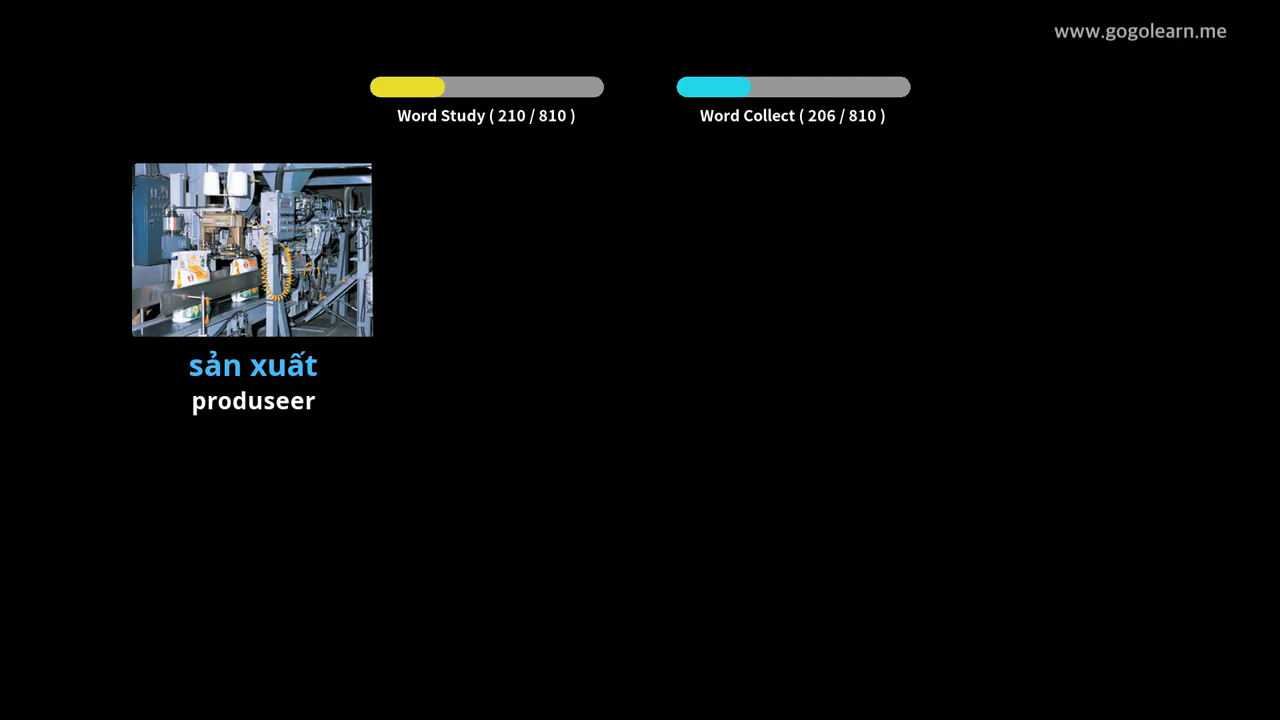 www.gogolearn.me
Word Study ( 210 / 810 )
Word Collect ( 206 / 810 )
sản xuất
produseer